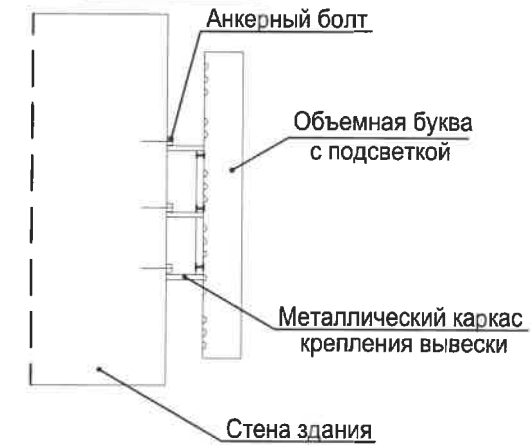 Анкерный болт
Объемная буква
с подсветкой
Металлический каркас
крепления вывески
Стена здания